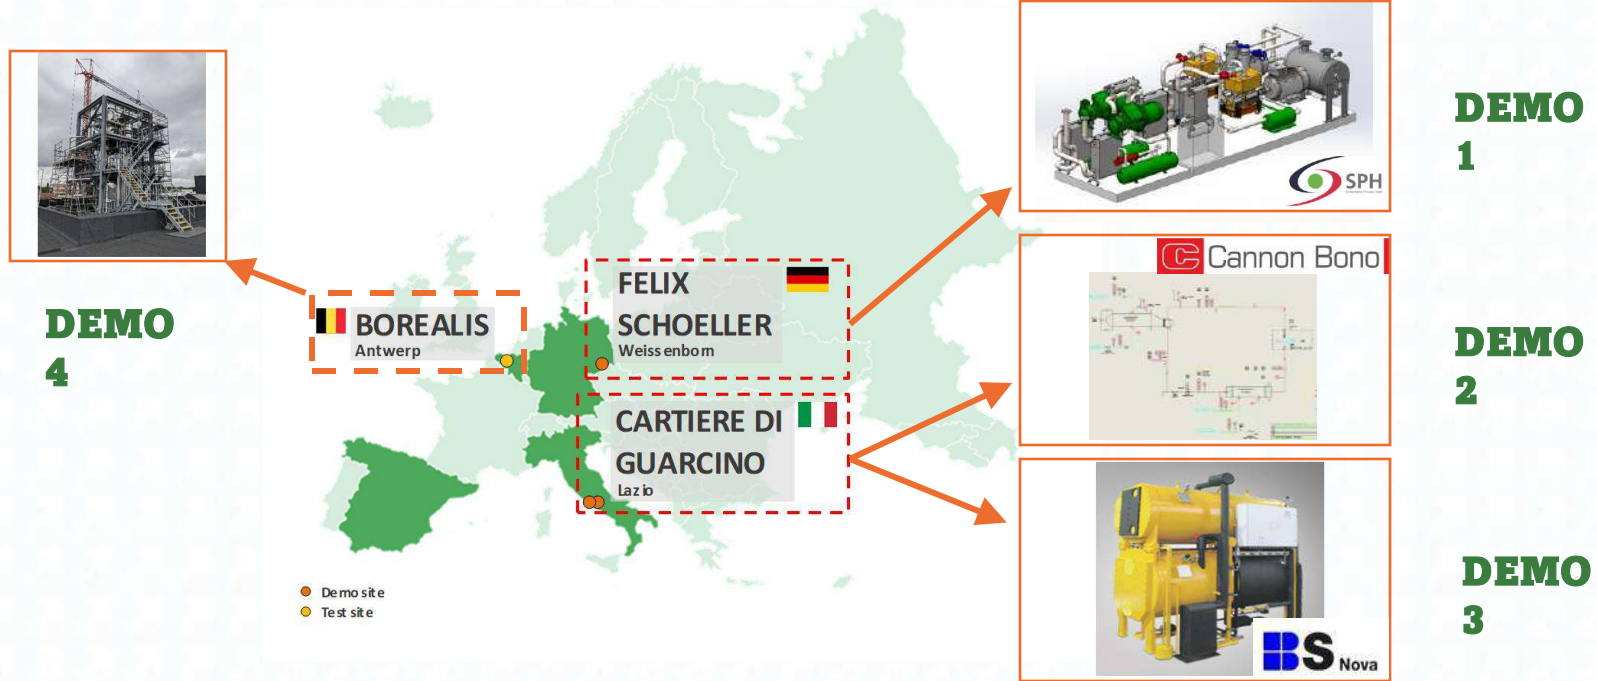 DEMO
1
SPH
Cannon Bono
FELIX
SCHOELLER
Weissenborn
BOREALIS
Antwerp
DEMO
4
DEMO
2
CARTIERE DI
GUARCINO
Lazio
Demo site
Test site
DEMO
3
BS Nova